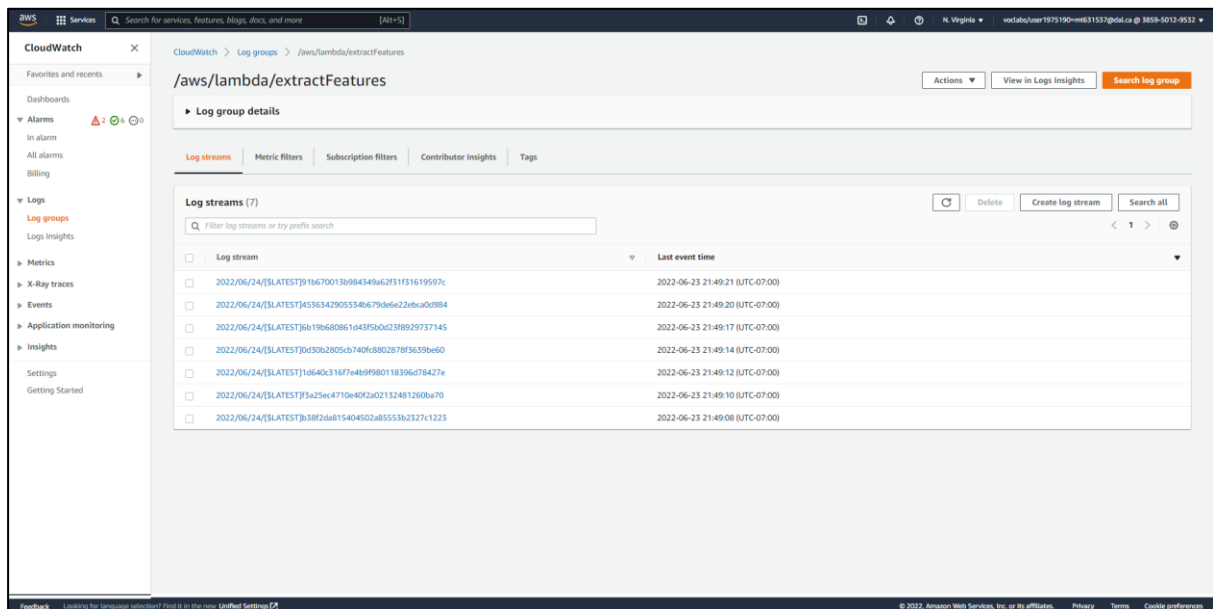 aws Services Search for services, features, blogs, docs, and more [Alt+S] N. Virginia ▼ voclabs/user1975190=mt631537@dal.ca @ 3859-5012-9532 ▼
CloudWatch ×
Favorites and recents
Dashboards
Alarms 2 6 0
In alarm
All alarms
Billing
Logs
Log groups
Logs Insights
Metrics
X-Ray traces
Events
Application monitoring
Insights
Settings
Getting Started
CloudWatch > Log groups > /aws/lambda/extractFeatures
/aws/lambda/extractFeatures
Actions ▼ View in Logs Insights Search log group
Log group details
Log streams Metric filters Subscription filters Contributor Insights Tags
Log streams (7)
Delete Create log stream Search all
Filter log streams or try prefix search
< 1 >
Log stream Last event time
2022/06/24/[$LATEST]91b670013b984349a62f31f31619597c 2022-06-23 21:49:21 (UTC-07:00)
2022/06/24/[$LATEST]4536342905534b679de6e22ebca0d984 2022-06-23 21:49:20 (UTC-07:00)
2022/06/24/[$LATEST]6b19b680861d43f5b0d23f8929737145 2022-06-23 21:49:17 (UTC-07:00)
2022/06/24/[$LATEST]0d30b2805cb740fc8802878f3639be60 2022-06-23 21:49:14 (UTC-07:00)
2022/06/24/[$LATEST]1d640c316f7e4b9f980118396d78427e 2022-06-23 21:49:12 (UTC-07:00)
2022/06/24/[$LATEST]f3a25ec4710e40f2a02132481260ba70 2022-06-23 21:49:10 (UTC-07:00)
2022/06/24/[$LATEST]b38f2da815404502a85553b2327c1223 2022-06-23 21:49:08 (UTC-07:00)
Feedback Looking for language selection? Find it in the new Unified Settings © 2022, Amazon Web Services, Inc. or its affiliates. Privacy Terms Cookie preferences